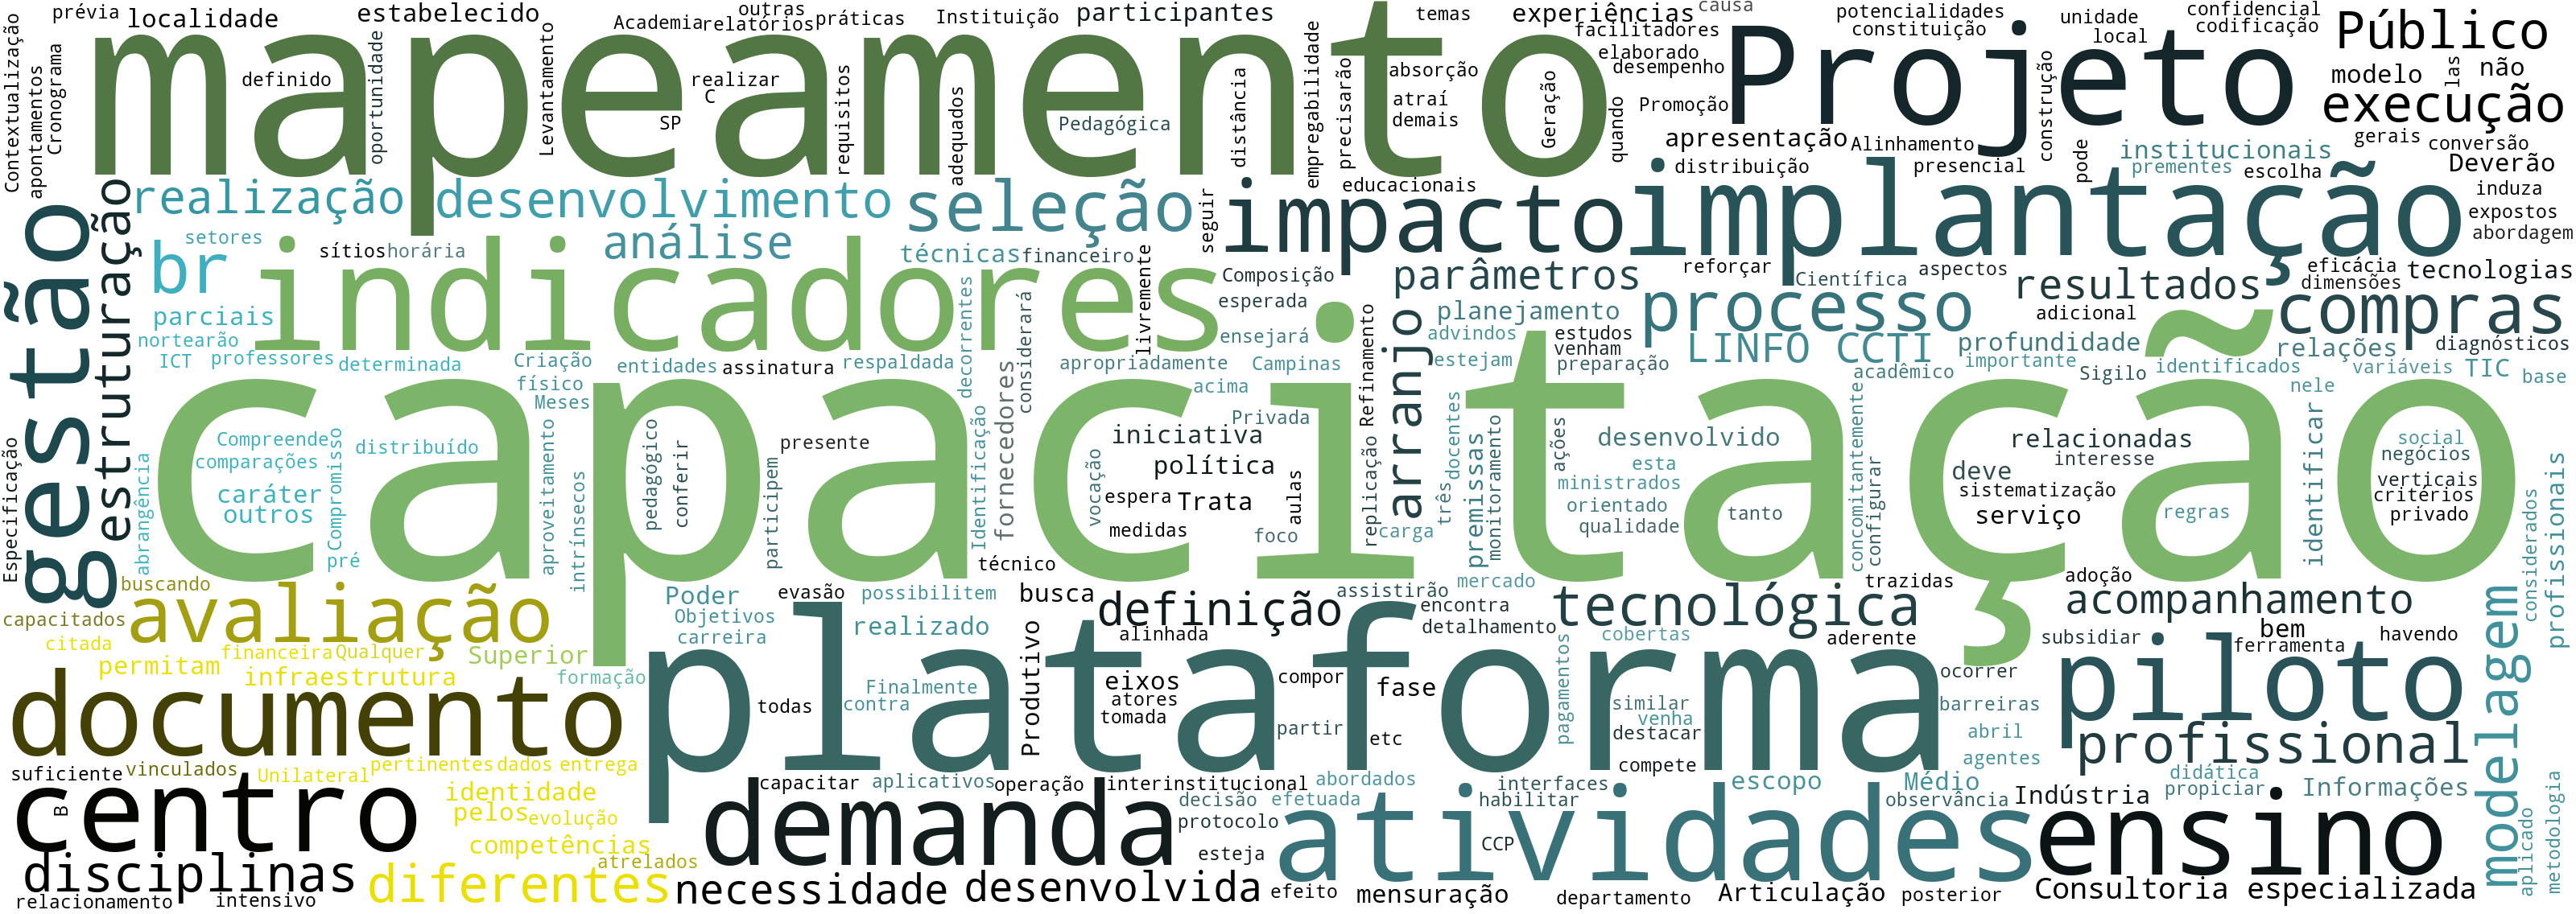 prévia
localidade
estabelecido
Academia
outras
relatórios
práticas
Instituição
participantes
temas
experiências
causa
facilitadores
potencialidades
constituição
unidade
local
confidencial
codificação
Público
Contextualização
apontamentos
Cronograma
mapeamento
definido
oportunidade
Levantamento
realizar
C
SP
requisitos
adequados
Pedagógica
distância
empregabilidade
precisarão
absorção
atraí
demais
Geração
quando
elaborado
desempenho
Promoção
Projeto
construção
pode
modelo
las
não
execução
gerais
conversão
Deverão
apresentação
Alinhamento
distribuição
presencial
institucionais
prementes
escolha
induza
expostos
abordagem
gestão
estruturação
realização
desenvolvimento
seleção
seguir
educacionais
impacto
implantação
setores
sítios
horária
análise
técnicas
financeiro
livremente
Composição
esperada
ensejará
parâmetros
reforçar
Científica
aspectos
resultados
eficácia
dimensões
tecnologias
br
indicadores
parciais
nortearão
ICT
professores
determinada
Criação
físico
Meses
entidades
assinatura
respaldada
decorrentes
considerará
apropriadamente
Campinas
acima
planejamento
advindos
estejam
estudos
venham
preparação
processo
LINFO CCTI
adicional
profundidade
importante
acadêmico
Sigilo
identificados
compras
relações
diagnósticos
variáveis
TIC
base
nele
capacitação
Especificação
abrangência
Compreende
comparações
caráter
outros
Compromisso
pré
distribuído
aproveitamento
intrínsecos
pedagógico
conferir
participem
presente
Identificação
fornecedores
técnico
vocação
iniciativa
política
espera
Trata
medidas
Privada
aulas
foco
replicação
Refinamento
arranjo
carga
três
docentes
premissas
monitoramento
ações
desenvolvido
esta
ministrados
orientado
qualidade
tanto
concomitantemente
configurar
relacionadas
deve
interesse
sistematização
serviço
regras
identificar
social
negócios
verticais
critérios
privado
considerados
profissionais
buscando
capacitados
avaliação
citada
permitam
financeira
Qualquer
infraestrutura
Superior
formação
Poder
Objetivos
carreira
evasão
possibilitem
realizado
busca
definição
assistirão
mercado
encontra
detalhamento
tecnológica
trazidas
cobertas
aderente
adoção
acompanhamento
subsidiar
bem
ferramenta
havendo
documento
plataforma
todas
Finalmente
contra
Produtivo
alinhada
eixos
atores
tomada
compor
partir
fase
etc
pagamentos
similar
venha
destacar
compete
ocorrer
barreiras
abril
agentes
piloto
profissional
modelagem
suficiente
vinculados
Unilateral
pertinentes
dados
entrega
centro
B
identidade
pelos
evolução
competências
atrelados
capacitar
aplicativos
operação
interinstitucional
abordados
decisão
efetuada
protocolo
esteja
demanda
interfaces
habilitar
CCP
escopo
Médio
observância
atividades
didática
propiciar
Indústria
Informações
ensino
aplicado
metodologia
disciplinas
relacionamento
intensivo
diferentes
necessidade
desenvolvida
efeito
mensuração
departamento
Articulação
posterior
Consultoria
especializada